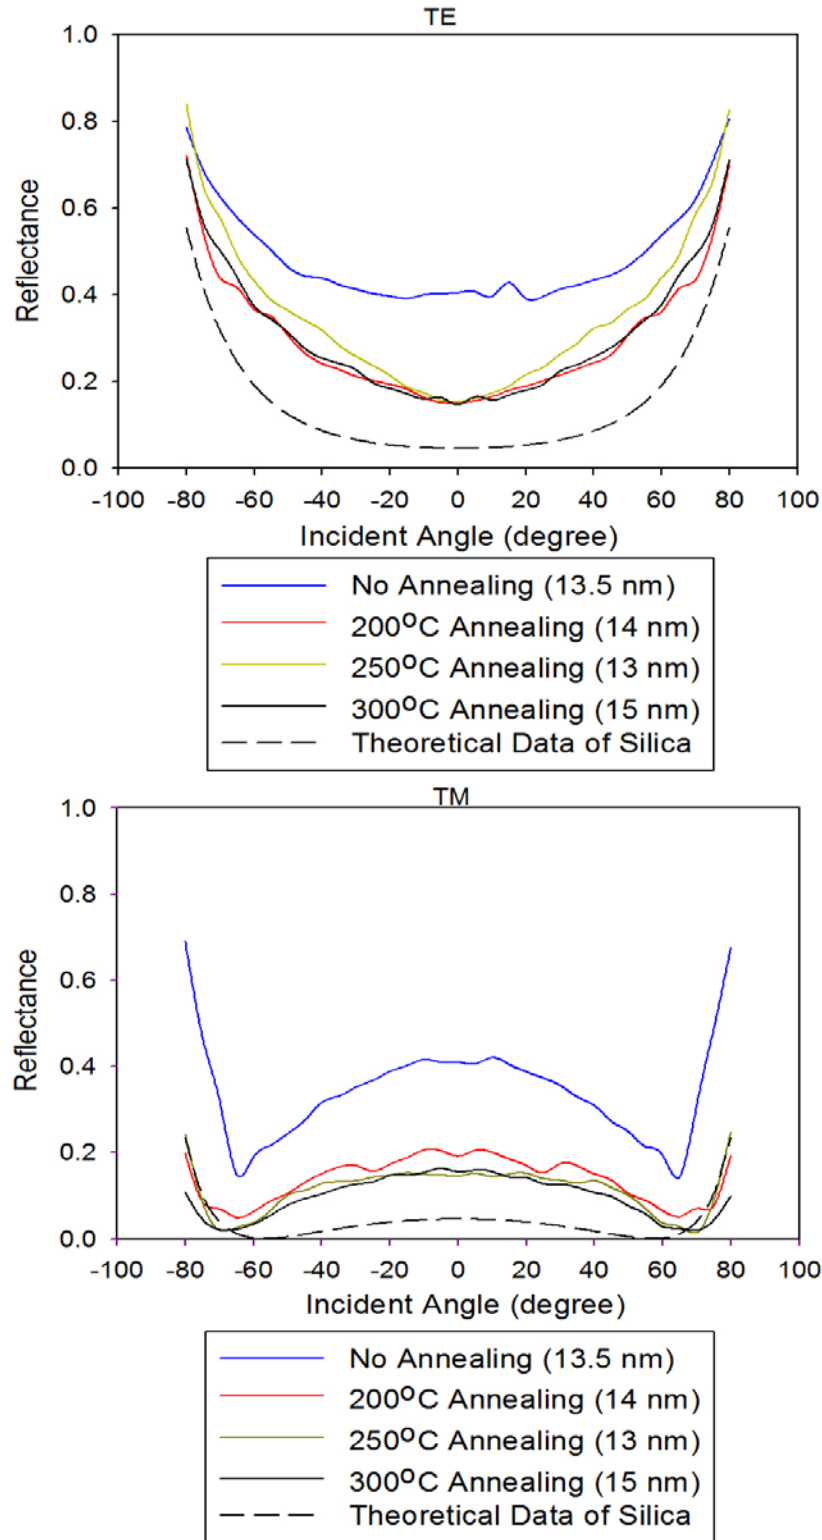 TE
1.0
0.8
0.6
0.4
0.2
0.0
Reflectance
-100 -80 -60 -40 -20 0 20 40 60 80 100
Incident Angle (degree)
No Annealing (13.5 nm)
200ºC Annealing (14 nm)
250ºC Annealing (13 nm)
300ºC Annealing (15 nm)
Theoretical Data of Silica
TM
1.0
0.8
0.6
0.4
0.2
0.0
Reflectance
-100 -80 -60 -40 -20 0 20 40 60 80 100
Incident Angle (degree)
No Annealing (13.5 nm)
200ºC Annealing (14 nm)
250ºC Annealing (13 nm)
300ºC Annealing (15 nm)
Theoretical Data of Silica